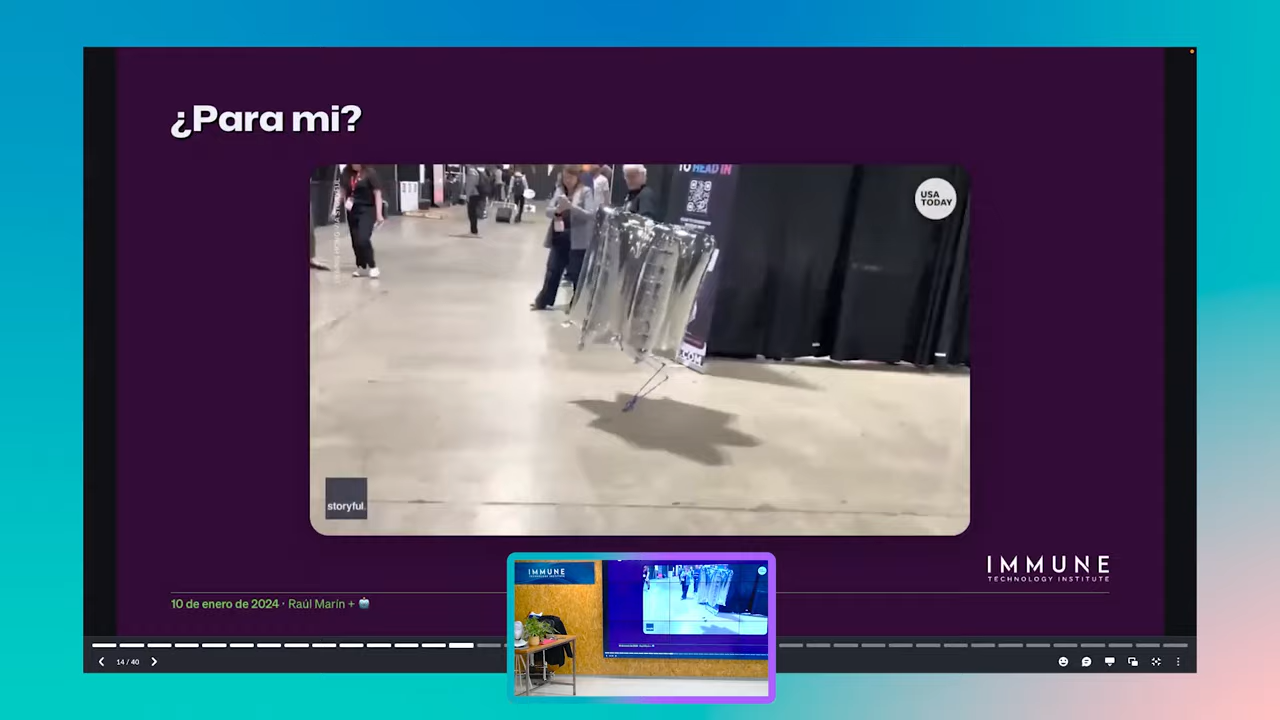 ¿Para mi?
TO HEAD IN
USA
TODAY
.COM
storyful.
IMMUNE
TECHNOLOGY INSTITUTE
10 de enero de 2024 · Raúl Marín +
IMMUNE
14 / 40